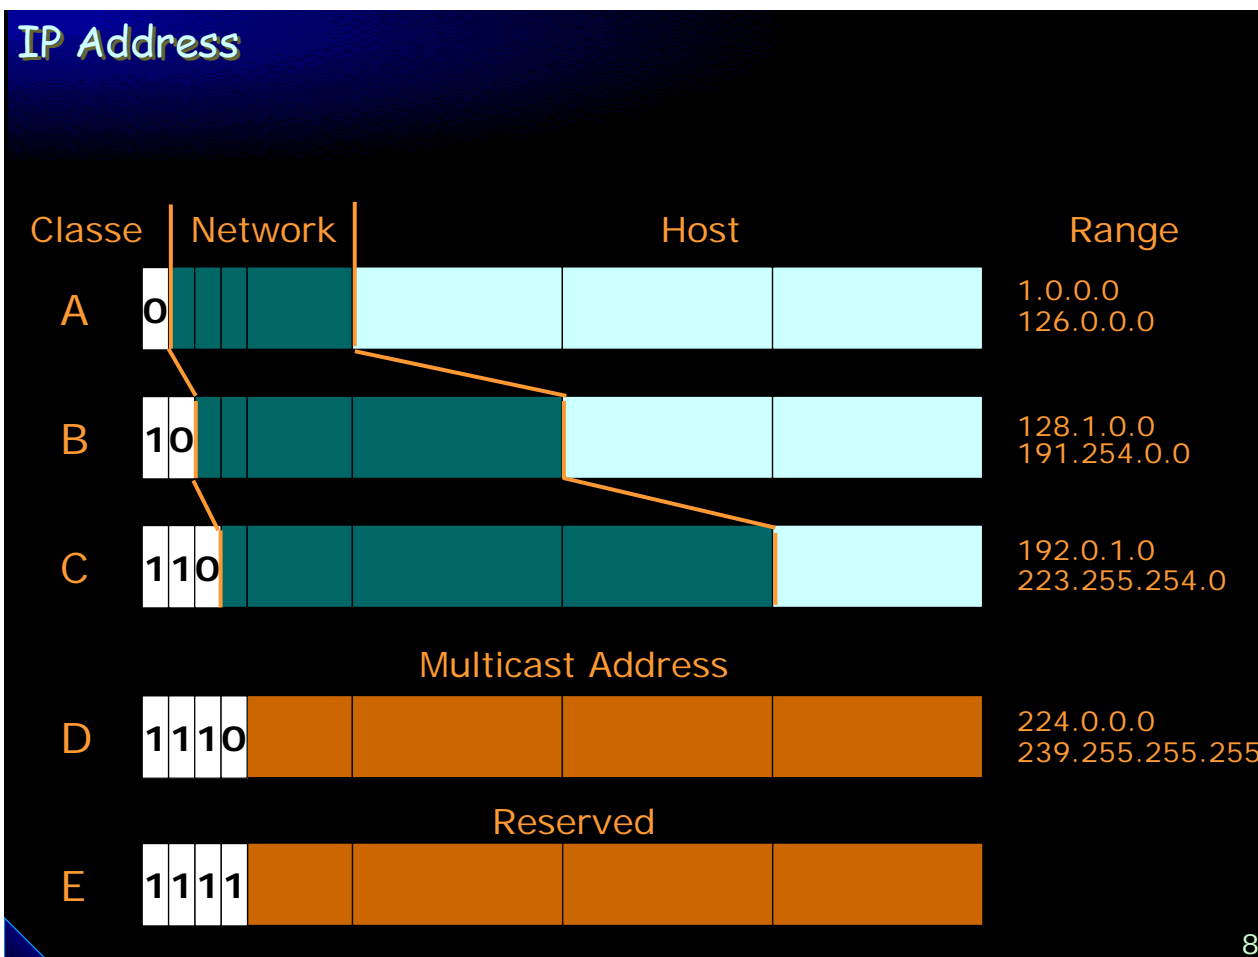 IP Address
Classe Network Host Range
A 0 1.0.0.0
126.0.0.0
B 10 128.1.0.0
191.254.0.0
C 110 192.0.1.0
223.255.254.0
Multicast Address
D 1110 224.0.0.0
239.255.255.255
Reserved
E 1111
8